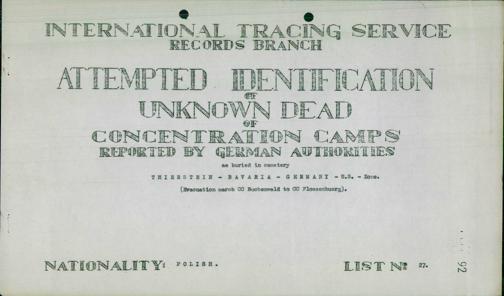 INTERNATIONAL TRACING SERVICE
RECORDS BRANCH
ATTEMPTED IDENTIFICATION
OF
UNKNOWN DEAD
OF
CONCENTRATION CAMPS
REPORTED BY GERMAN AUTHORITIES
as buried in cemetery
THIERSTEIN - BAVARIA - GERMANY - U.S. - Zone.
(Evacuation march CC Buchenwald to CC Flossenbuerg).
NATIONALITY: POLISH.
LIST No 27.
92